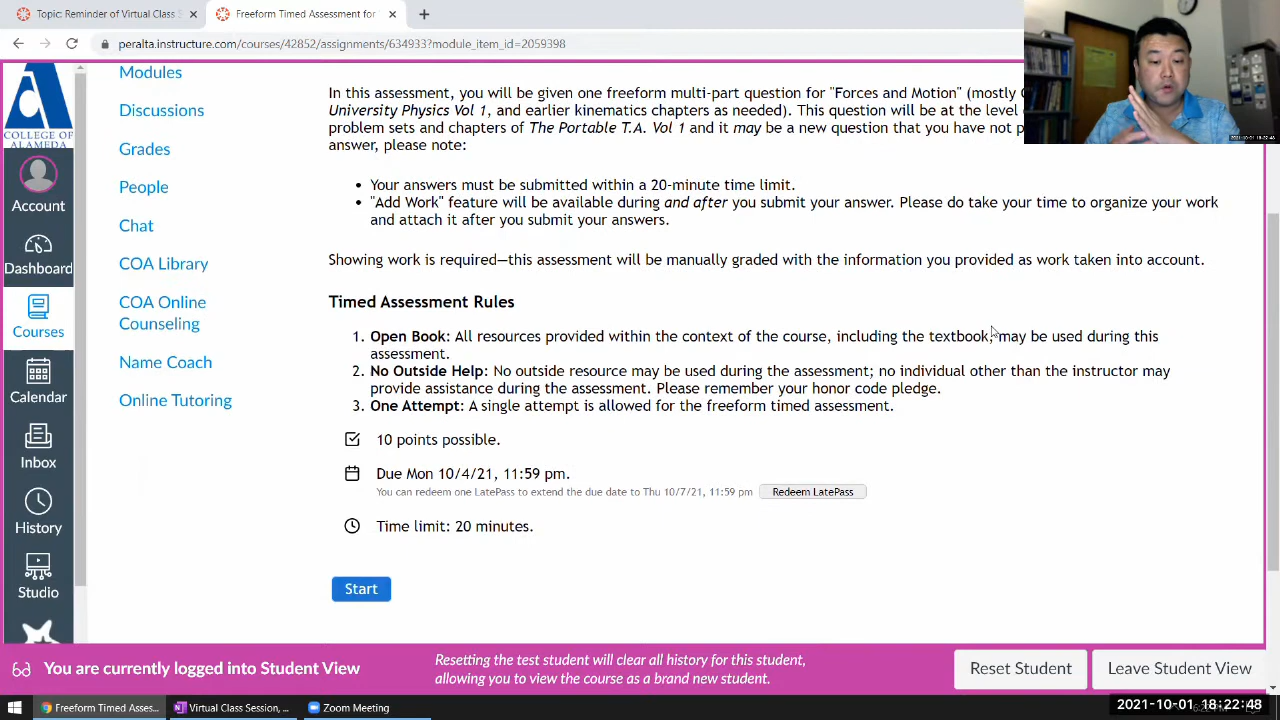 Topic: Reminder of Virtual Class S
Freeform Timed Assessment for
peralta.instructure.com/courses/42852/assignments/634933?module_item_id=2059398
COLLEGE OF
ALAMEDA
Account
Dashboard
Courses
Calendar
Inbox
History
Studio
Modules
Discussions
Grades
People
Chat
COA Library
COA Online
Counseling
Name Coach
Online Tutoring
In this assessment, you will be given one freeform multi-part question for "Forces and Motion" (mostly
University Physics Vol 1, and earlier kinematics chapters as needed). This question will be at the level
problem sets and chapters of The Portable T.A. Vol 1 and it may be a new question that you have not p
answer, please note:
• Your answers must be submitted within a 20-minute time limit.
• "Add Work" feature will be available during and after you submit your answer. Please do take your time to organize your work
and attach it after you submit your answers.
Showing work is required—this assessment will be manually graded with the information you provided as work taken into account.
Timed Assessment Rules
1. Open Book: All resources provided within the context of the course, including the textbook, may be used during this
assessment.
2. No Outside Help: No outside resource may be used during the assessment; no individual other than the instructor may
provide assistance during the assessment. Please remember your honor code pledge.
3. One Attempt: A single attempt is allowed for the freeform timed assessment.
10 points possible.
Due Mon 10/4/21, 11:59 pm.
You can redeem one LatePass to extend the due date to Thu 10/7/21, 11:59 pm
Redeem LatePass
Time limit: 20 minutes.
Start
You are currently logged into Student View
Resetting the test student will clear all history for this student,
allowing you to view the course as a brand new student.
Reset Student
Leave Student View
Freeform Timed Asses...
Virtual Class Session, ...
Zoom Meeting
2021-10-01 18:22:48
2021-10-01 18:22:48